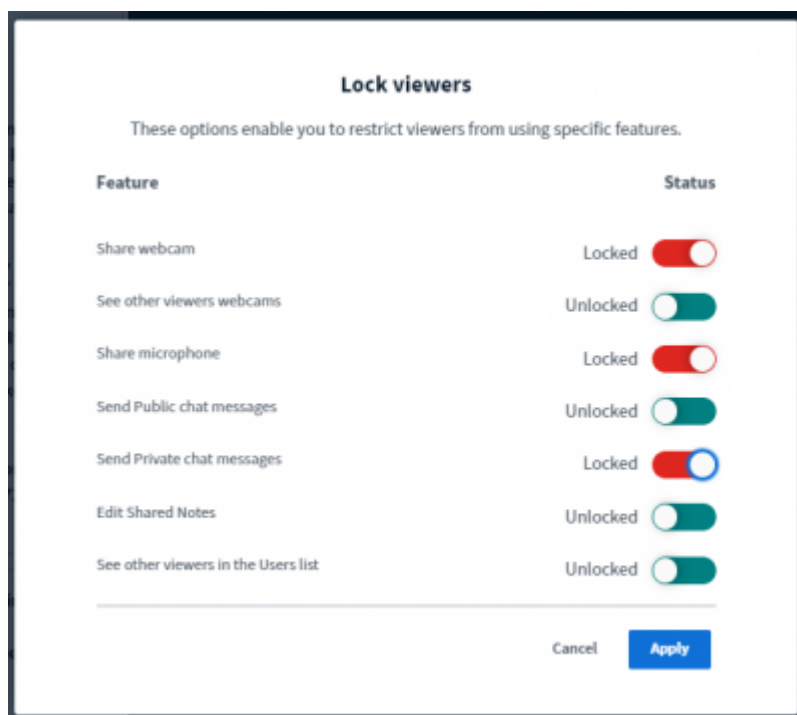 Lock viewers
These options enable you to restrict viewers from using specific features.
Feature Status
Share webcam Locked
See other viewers webcams Unlocked
Share microphone Locked
Send Public chat messages Unlocked
Send Private chat messages Locked
Edit Shared Notes Unlocked
See other viewers in the Users list Unlocked
Cancel Apply